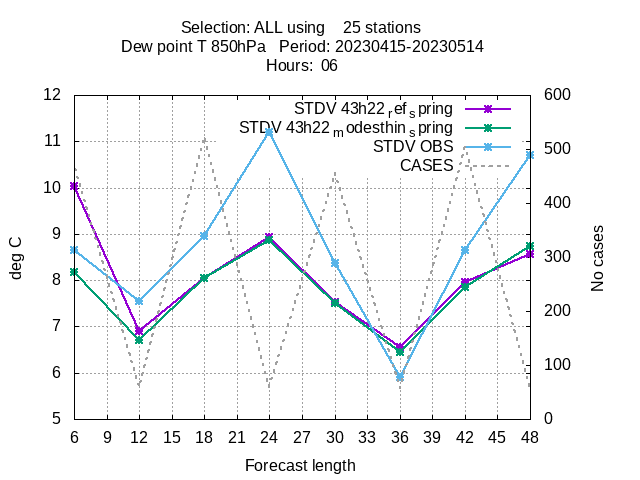 Selection: ALL using    25 stations
Dew point T 850hPa   Period: 20230415-20230514
Hours:  06
STDV 43h22refspring
STDV 43h22modesthinspring
STDV OBS
CASES
12
11
10
9
8
7
6
5
deg C
600
500
400
300
200
100
0
No cases
6 9 12 15 18 21 24 27 30 33 36 39 42 45 48
Forecast length